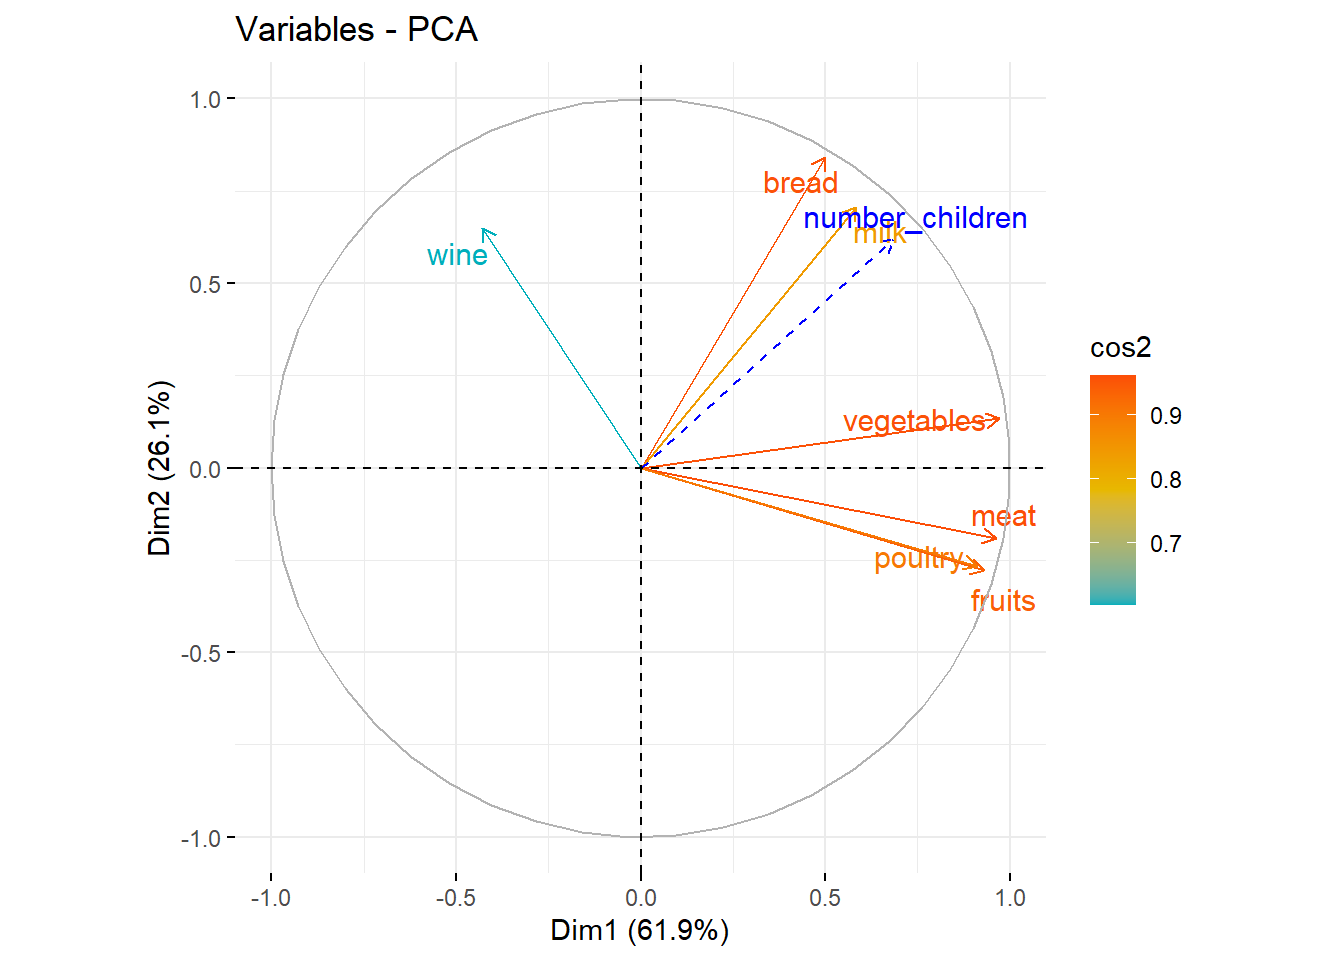 Variables - PCA
1.0
bread
number_children
milk
wine
0.5
vegetables
0.0
meat
poultry
fruits
-0.5
-1.0
Dim2 (26.1%)
-1.0
-0.5
0.0
0.5
1.0
Dim1 (61.9%)
cos2
0.9
0.8
0.7